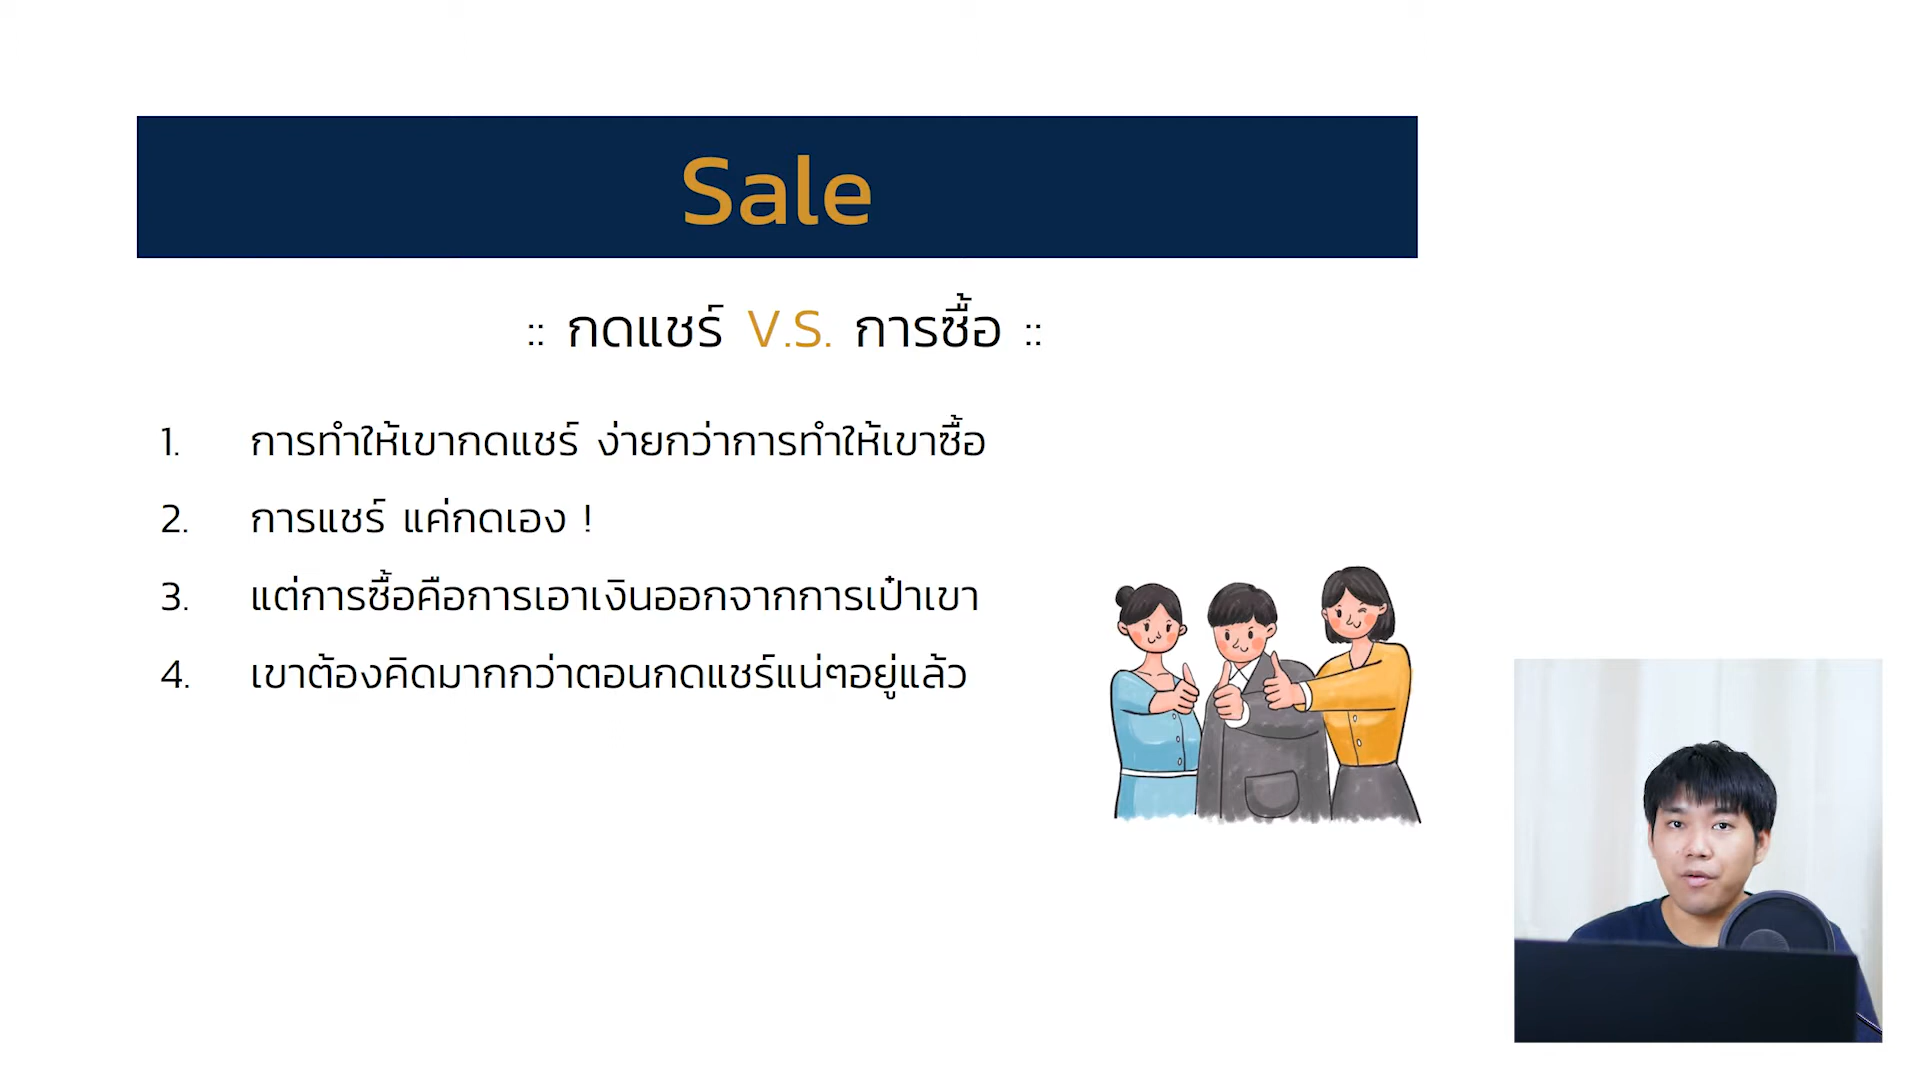 Sale
:: กดแชร์ V.S. การซื้อ ::
1. การทำให้เขากดแชร์ ง่ายกว่าการทำให้เขาซื้อ
2. การแชร์ แค่กดเอง !
3. แต่การซื้อคือการเอาเงินออกจากการเป๋าเขา
4. เขาต้องคิดมากกว่าตอนกดแชร์แน่ๆอยู่แล้ว